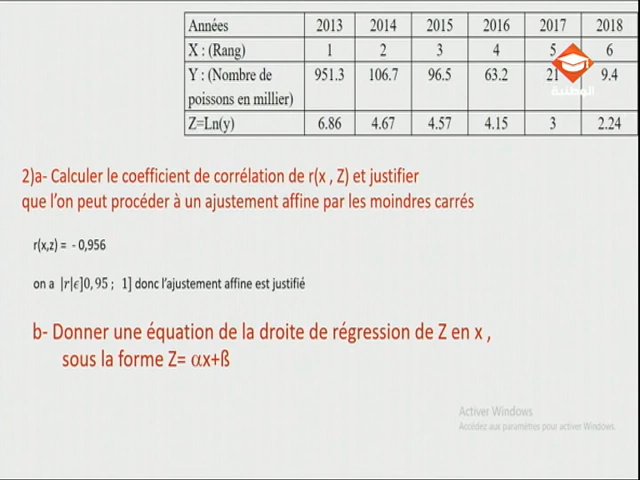 Années 2013 2014 2015 2016 2017 2018
X : (Rang) 1 2 3 4 5 6
Y : (Nombre de poissons en millier) 951.3 106.7 96.5 63.2 21 9.4
Z=Ln(y) 6.86 4.67 4.57 4.15 3 2.24
الوطنية
2)a- Calculer le coefficient de corrélation de r(x , Z) et justifier
que l'on peut procéder à un ajustement affine par les moindres carrés
r(x,z) = - 0,956
on a |r|ϵ]0, 95 ; 1] donc l'ajustement affine est justifié
b- Donner une équation de la droite de régression de Z en x ,
sous la forme Z= αx+ß
Activer Windows
Accédez aux paramètres pour activer Windows.